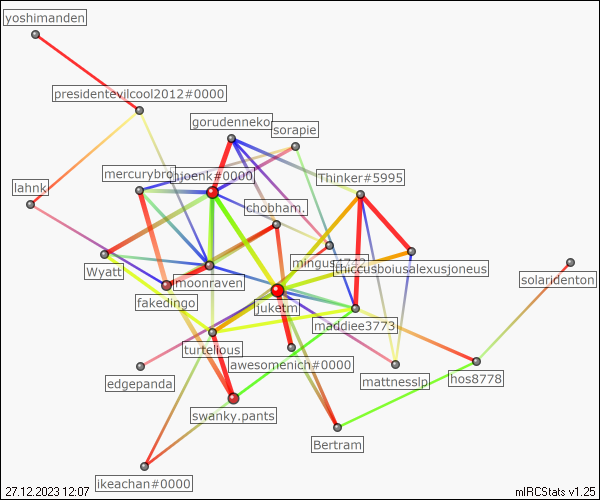 yoshimanden
presidentevilcool2012#0000
gorudenneko
sorapie
mercurybro
njoenk#0000
Thinker#5995
lahnk
chobham.
Wyatt
moonraven
mingus4742
thiccusboiusalexusjoneus
solaridenton
fakedingo
juketm
maddiee3773
turtelious
awesomenich#0000
edgepanda
mattnesslp
hos8778
swanky.pants
Bertram
ikeachan#0000
27.12.2023 12:07
mIRCStats v1.25